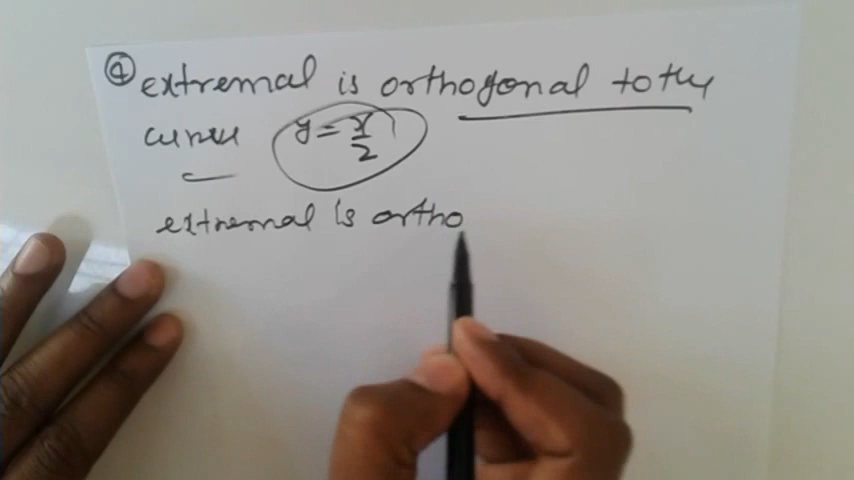 ④ extremal is orthogonal to the
curve y = x/2
extremal is ortho